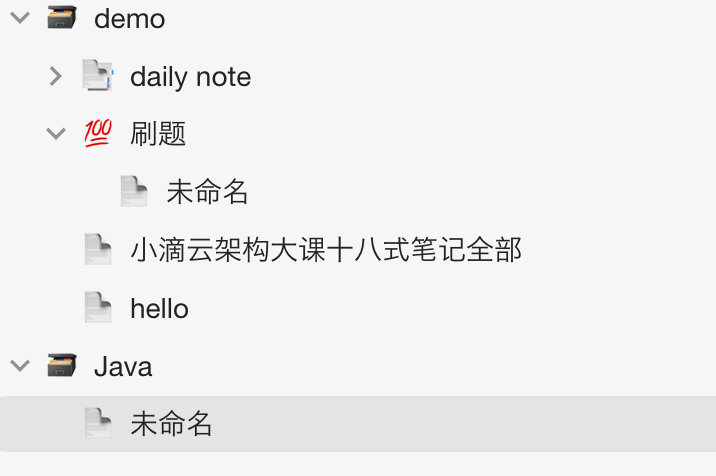 demo
daily note
💯 刷题
未命名
小滴云架构大课十八式笔记全部
hello
Java
未命名